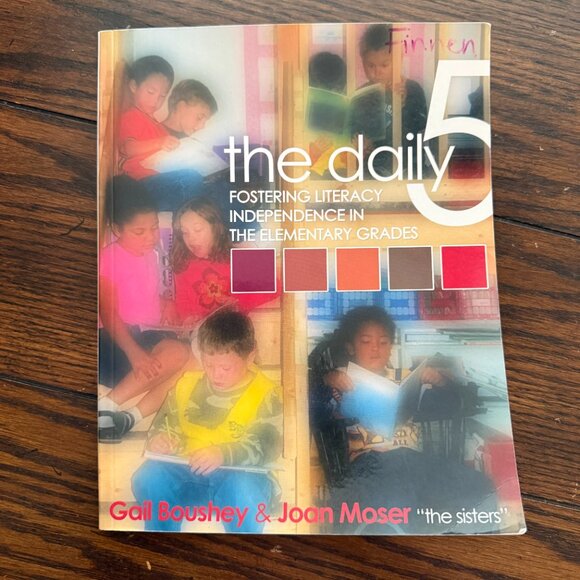 Finnen
the daily 5
FOSTERING LITERACY
INDEPENDENCE IN
THE ELEMENTARY GRADES
Gail Boushey & Joan Moser "the sisters"